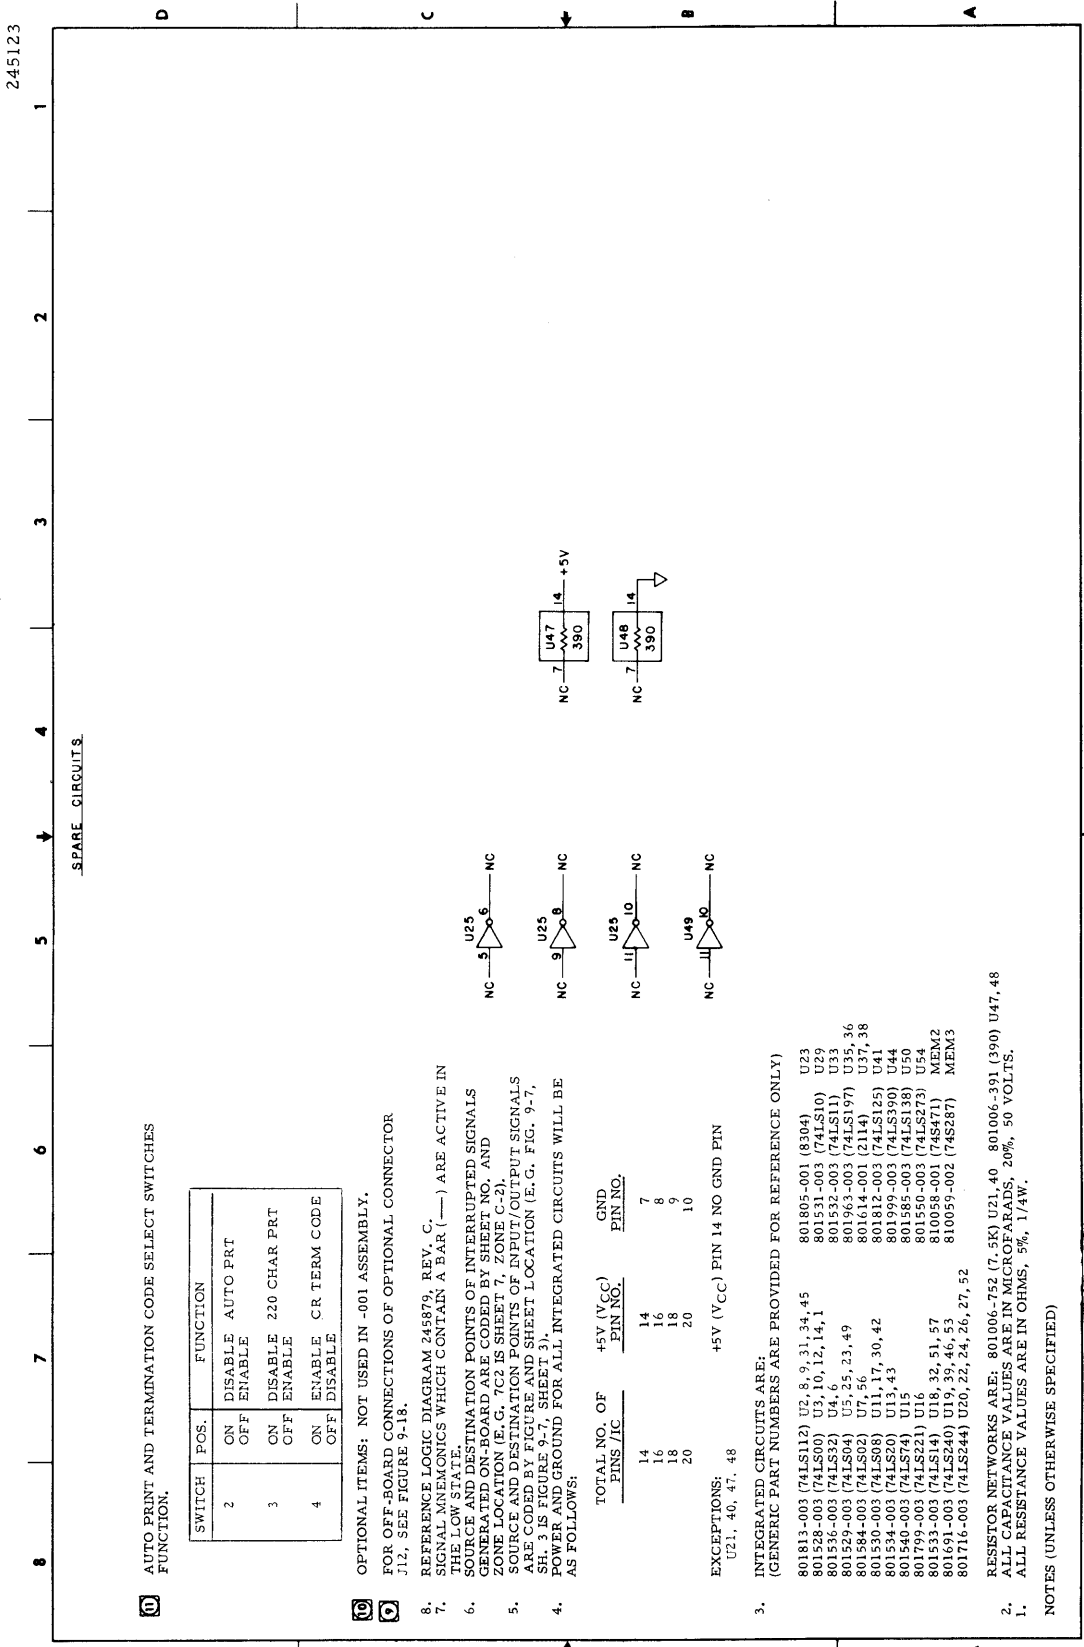 245123
8 7 6 5 4 3 2 1
D
C
B
A
SPARE CIRCUITS
11 AUTO PRINT AND TERMINATION CODE SELECT SWITCHES
FUNCTION.
SWITCH POS. FUNCTION
2 ON DISABLE AUTO PRT
OFF ENABLE
3 ON DISABLE 220 CHAR PRT
OFF ENABLE
4 ON ENABLE CR TERM CODE
OFF DISABLE
10 OPTIONAL ITEMS: NOT USED IN -001 ASSEMBLY.
9 FOR OFF-BOARD CONNECTIONS OF OPTIONAL CONNECTOR
J12, SEE FIGURE 9-18.
8. REFERENCE LOGIC DIAGRAM 245879, REV. C.
7. SIGNAL MNEMONICS WHICH CONTAIN A BAR (—) ARE ACTIVE IN
THE LOW STATE.
6. SOURCE AND DESTINATION POINTS OF INTERRUPTED SIGNALS
GENERATED ON-BOARD ARE CODED BY SHEET NO. AND
ZONE LOCATION (E.G. 7C2 IS SHEET 7, ZONE C-2).
5. SOURCE AND DESTINATION POINTS OF INPUT/OUTPUT SIGNALS
ARE CODED BY FIGURE AND SHEET LOCATION (E.G. FIG. 9-7,
SH. 3 IS FIGURE 9-7, SHEET 3).
4. POWER AND GROUND FOR ALL INTEGRATED CIRCUITS WILL BE
AS FOLLOWS:
TOTAL NO. OF +5V (VCC) GND
PINS /IC PIN NO. PIN NO.
14 14 7
16 16 8
18 18 9
20 20 10
EXCEPTIONS:
U21, 40, 47, 48 +5V (VCC) PIN 14 NO GND PIN
3. INTEGRATED CIRCUITS ARE:
(GENERIC PART NUMBERS ARE PROVIDED FOR REFERENCE ONLY)
801813-003 (74LS112) U2, 8, 9, 31, 34, 45 801805-001 (8304) U23
801528-003 (74LS00) U3, 10, 12, 14, 1 801531-003 (74LS10) U29
801536-003 (74LS32) U4, 6 801532-003 (74LS11) U33
801529-003 (74LS04) U5, 25, 23, 49 801963-003 (74LS197) U35, 36
801584-003 (74LS02) U7, 56 801614-001 (2114) U37, 38
801530-003 (74LS08) U11, 17, 30, 42 801812-003 (74LS125) U41
801534-003 (74LS20) U13, 43 801999-003 (74LS390) U44
801540-003 (74LS74) U15 801585-003 (74LS138) U50
801799-003 (74LS221) U16 801550-003 (74LS273) U54
801533-003 (74LS14) U18, 32, 51, 57 810058-001 (74S471) MEM2
801691-003 (74LS240) U19, 39, 46, 53 810059-002 (74S287) MEM3
801716-003 (74LS244) U20, 22, 24, 26, 27, 52
RESISTOR NETWORKS ARE: 801006-752 (7.5K) U21, 40 801006-391 (390) U47, 48
2. ALL CAPACITANCE VALUES ARE IN MICROFARADS, 20%, 50 VOLTS.
1. ALL RESISTANCE VALUES ARE IN OHMS, 5%, 1/4W.
NOTES (UNLESS OTHERWISE SPECIFIED)
U25
NC 5 6 NC
U25
NC 9 8 NC
U25
NC 11 10 NC
U49
NC 11 10 NC
U47
NC 7 14 +5V
390
U48
NC 7 14
390